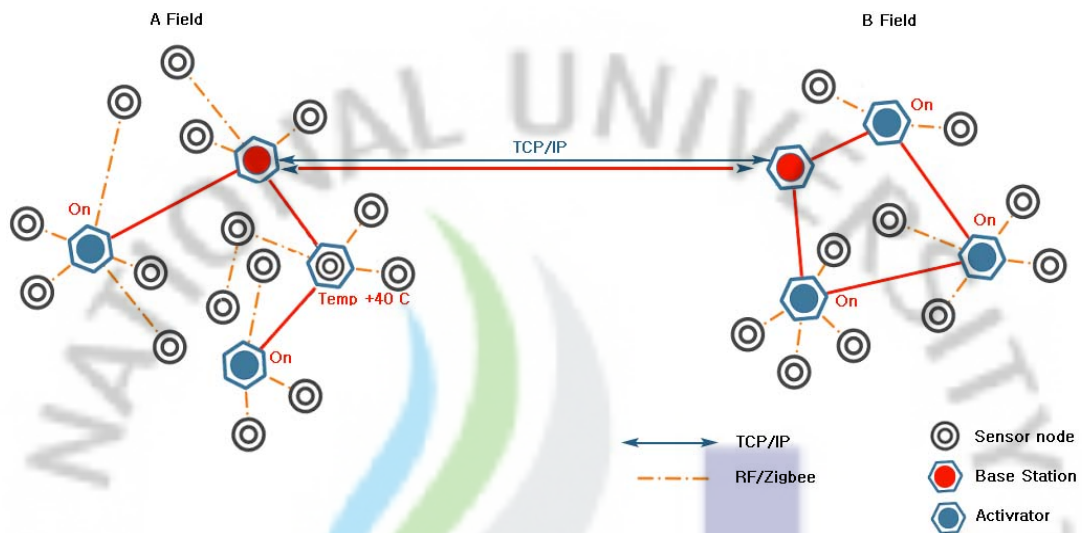 A Field
B Field
NATIONAL UNIVERSITY
On
TCP/IP
On
On
Temp +40 C
On
On
TCP/IP
RF/Zigbee
Sensor node
Base Station
Activrator